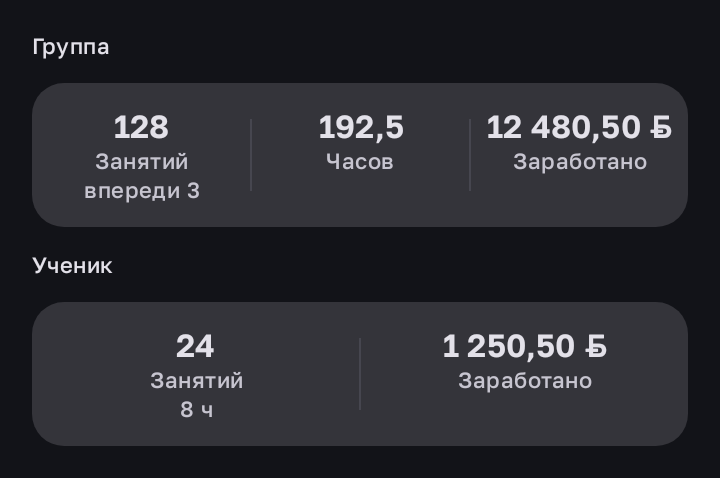 Группа
128 192,5 12 480,50 Ƃ
Занятий Часов Заработано
впереди 3
Ученик
24 1 250,50 Ƃ
Занятий Заработано
8 ч